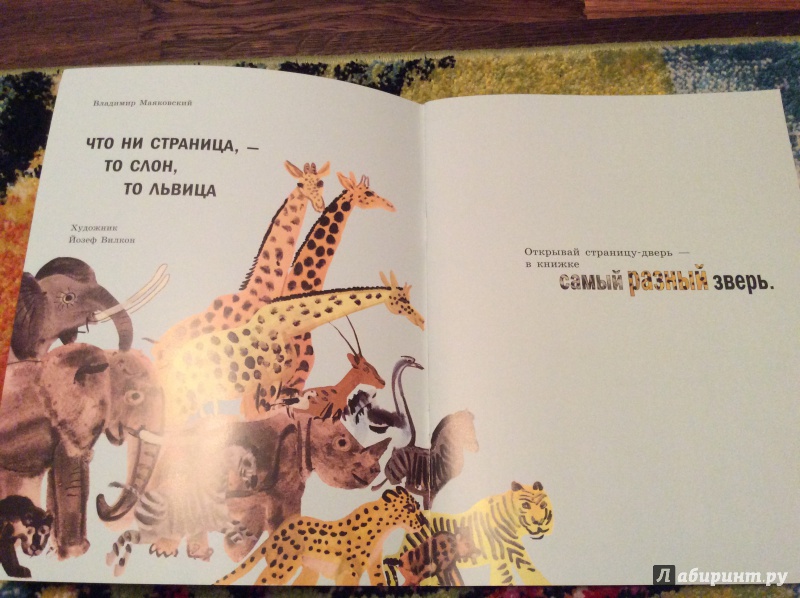 Владимир Маяковский
ЧТО НИ СТРАНИЦА, —
ТО СЛОН,
ТО ЛЬВИЦА
Художник
Йозеф Вилкон
Открывай страницу-дверь —
в книжке
самый разный зверь.
Лабиринт.ру